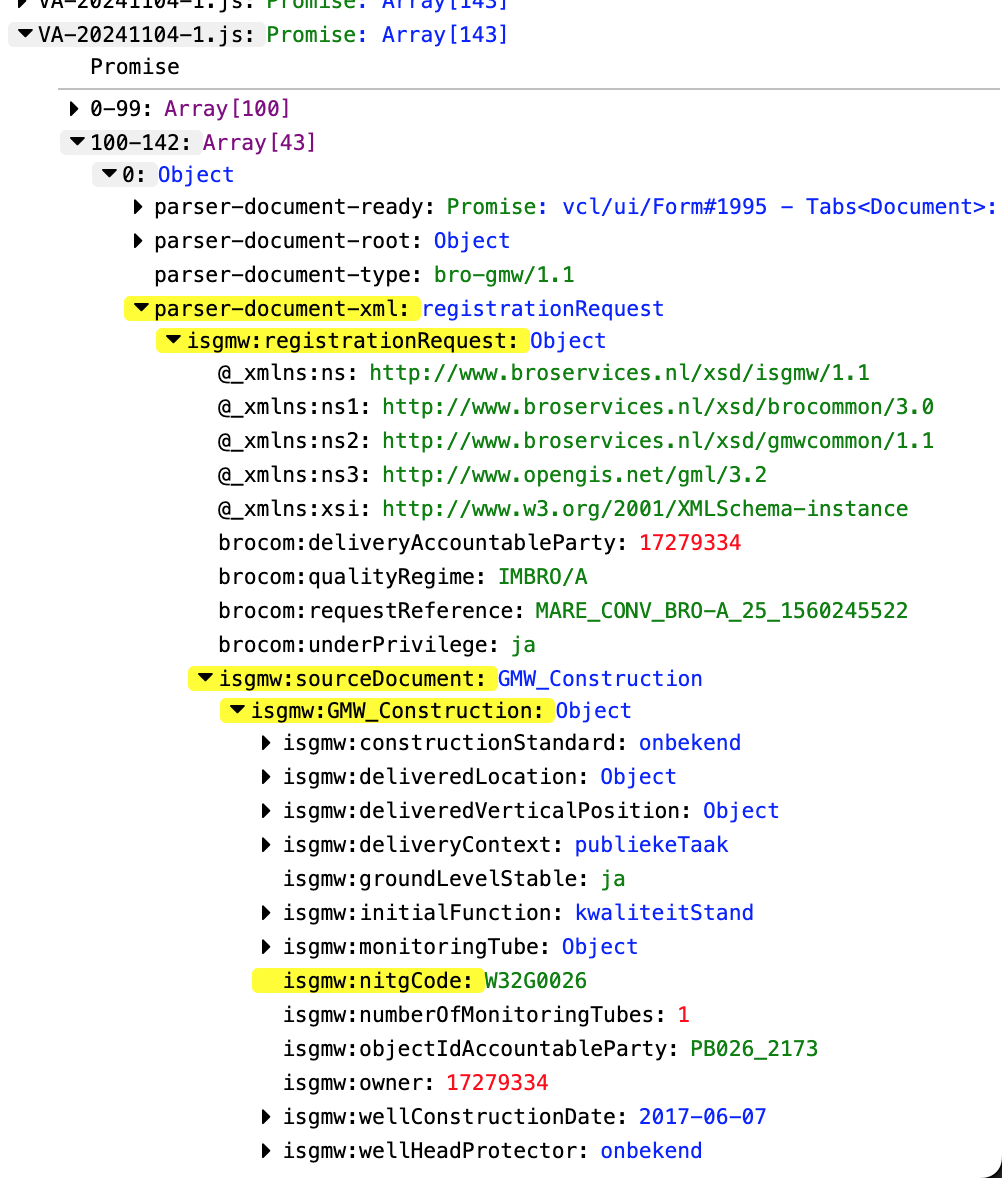 VA-20241104-1.js: Promise: Array[143]
VA-20241104-1.js: Promise: Array[143]
Promise
0-99: Array[100]
100-142: Array[43]
0: Object
parser-document-ready: Promise: vcl/ui/Form#1995 - Tabs<Document>:
parser-document-root: Object
parser-document-type: bro-gmw/1.1
parser-document-xml: registrationRequest
isgmw:registrationRequest: Object
@_xmlns:ns: http://www.broservices.nl/xsd/isgmw/1.1
@_xmlns:ns1: http://www.broservices.nl/xsd/brocommon/3.0
@_xmlns:ns2: http://www.broservices.nl/xsd/gmwcommon/1.1
@_xmlns:ns3: http://www.opengis.net/gml/3.2
@_xmlns:xsi: http://www.w3.org/2001/XMLSchema-instance
brocom:deliveryAccountableParty: 17279334
brocom:qualityRegime: IMBRO/A
brocom:requestReference: MARE_CONV_BRO-A_25_1560245522
brocom:underPrivilege: ja
isgmw:sourceDocument: GMW_Construction
isgmw:GMW_Construction: Object
isgmw:constructionStandard: onbekend
isgmw:deliveredLocation: Object
isgmw:deliveredVerticalPosition: Object
isgmw:deliveryContext: publiekeTaak
isgmw:groundLevelStable: ja
isgmw:initialFunction: kwaliteitStand
isgmw:monitoringTube: Object
isgmw:nitgCode: W32G0026
isgmw:numberOfMonitoringTubes: 1
isgmw:objectIdAccountableParty: PB026_2173
isgmw:owner: 17279334
isgmw:wellConstructionDate: 2017-06-07
isgmw:wellHeadProtector: onbekend